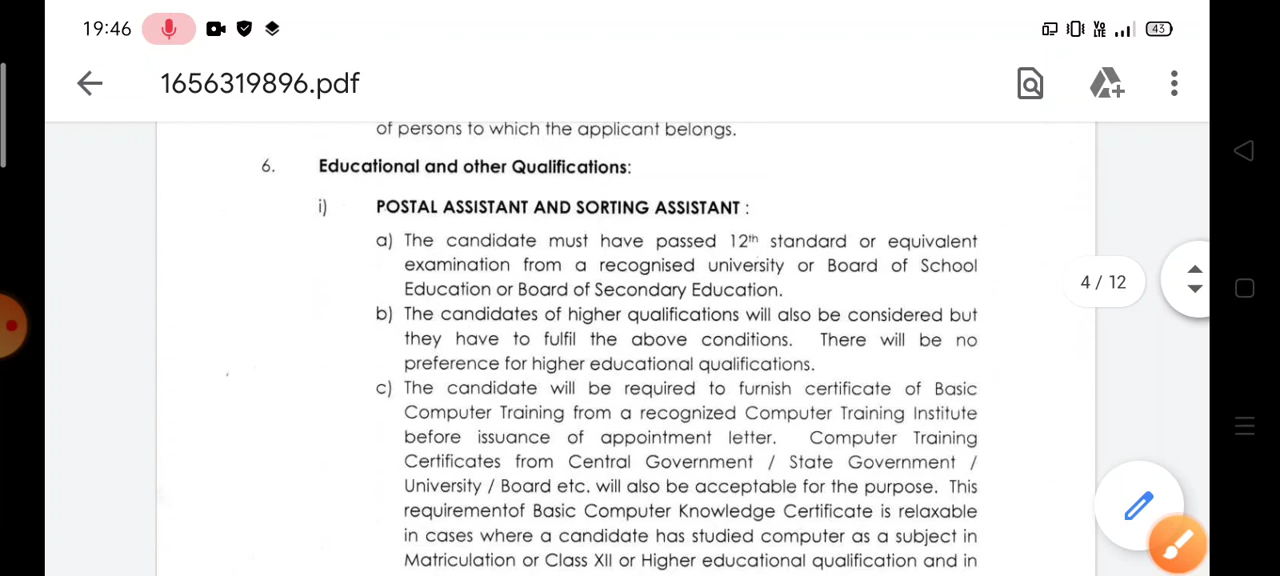 19:46
Vo LTE
43
1656319896.pdf
of persons to which the applicant belongs.
6. Educational and other Qualifications:
i) POSTAL ASSISTANT AND SORTING ASSISTANT :
a) The candidate must have passed 12th standard or equivalent
examination from a recognised university or Board of School
Education or Board of Secondary Education.
b) The candidates of higher qualifications will also be considered but
they have to fulfil the above conditions. There will be no
preference for higher educational qualifications.
c) The candidate will be required to furnish certificate of Basic
Computer Training from a recognized Computer Training Institute
before issuance of appointment letter. Computer Training
Certificates from Central Government / State Government /
University / Board etc. will also be acceptable for the purpose. This
requirementof Basic Computer Knowledge Certificate is relaxable
in cases where a candidate has studied computer as a subject in
Matriculation or Class XII or Higher educational qualification and in
4 / 12